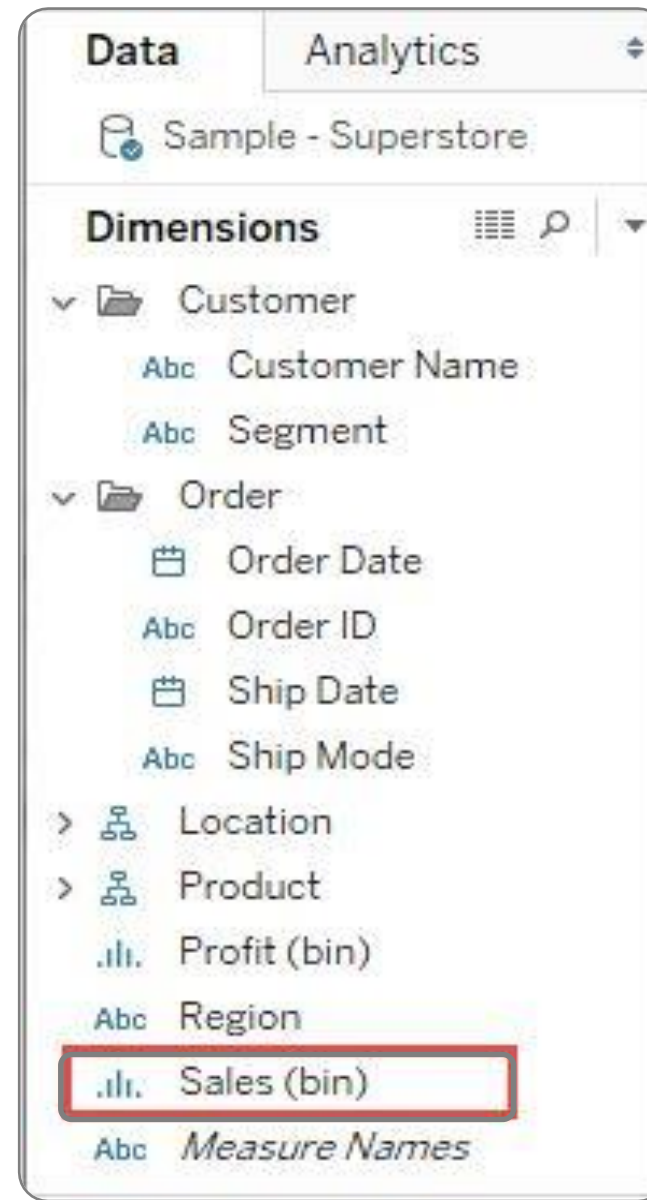 Data Analytics
Sample - Superstore
Dimensions
Customer
Abc Customer Name
Abc Segment
Order
Order Date
Abc Order ID
Ship Date
Abc Ship Mode
Location
Product
Profit (bin)
Abc Region
Sales (bin)
Abc Measure Names